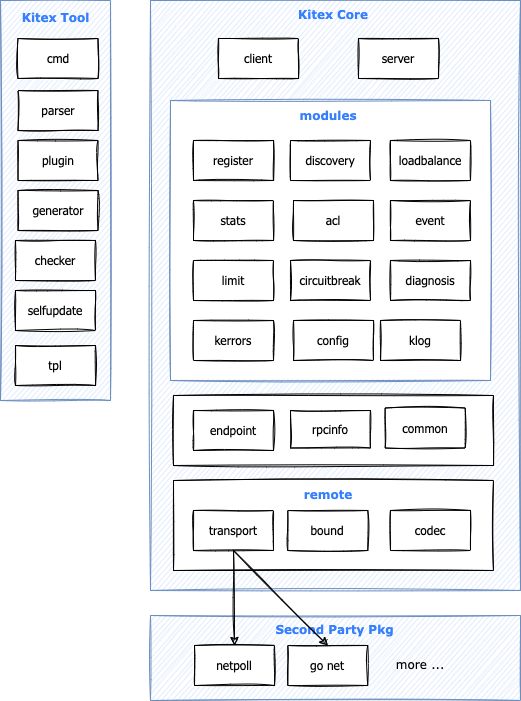 Kitex Tool
cmd
parser
plugin
generator
checker
selfupdate
tpl
Kitex Core
client
server
modules
register
discovery
loadbalance
stats
acl
event
limit
circuitbreak
diagnosis
kerrors
config
klog
endpoint
rpcinfo
common
remote
transport
bound
codec
Second Party Pkg
netpoll
go net
more ...